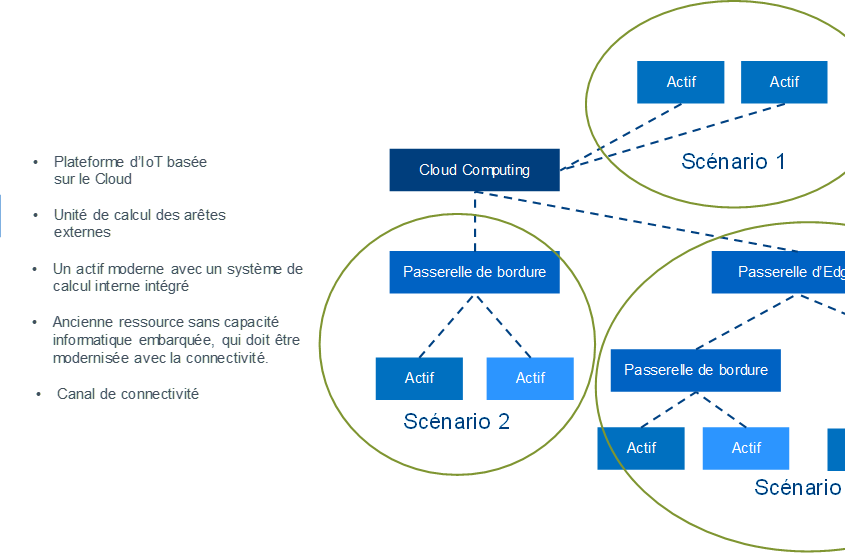 • Plateforme d'IoT basée
sur le Cloud
• Unité de calcul des arêtes
externes
• Un actif moderne avec un système de
calcul interne intégré
• Ancienne ressource sans capacité
informatique embarquée, qui doit être
modernisée avec la connectivité.
• Canal de connectivité
Actif
Actif
Scénario 1
Cloud Computing
Passerelle de bordure
Actif
Actif
Scénario 2
Passerelle d'Edg
Passerelle de bordure
Actif
Actif
Scénario